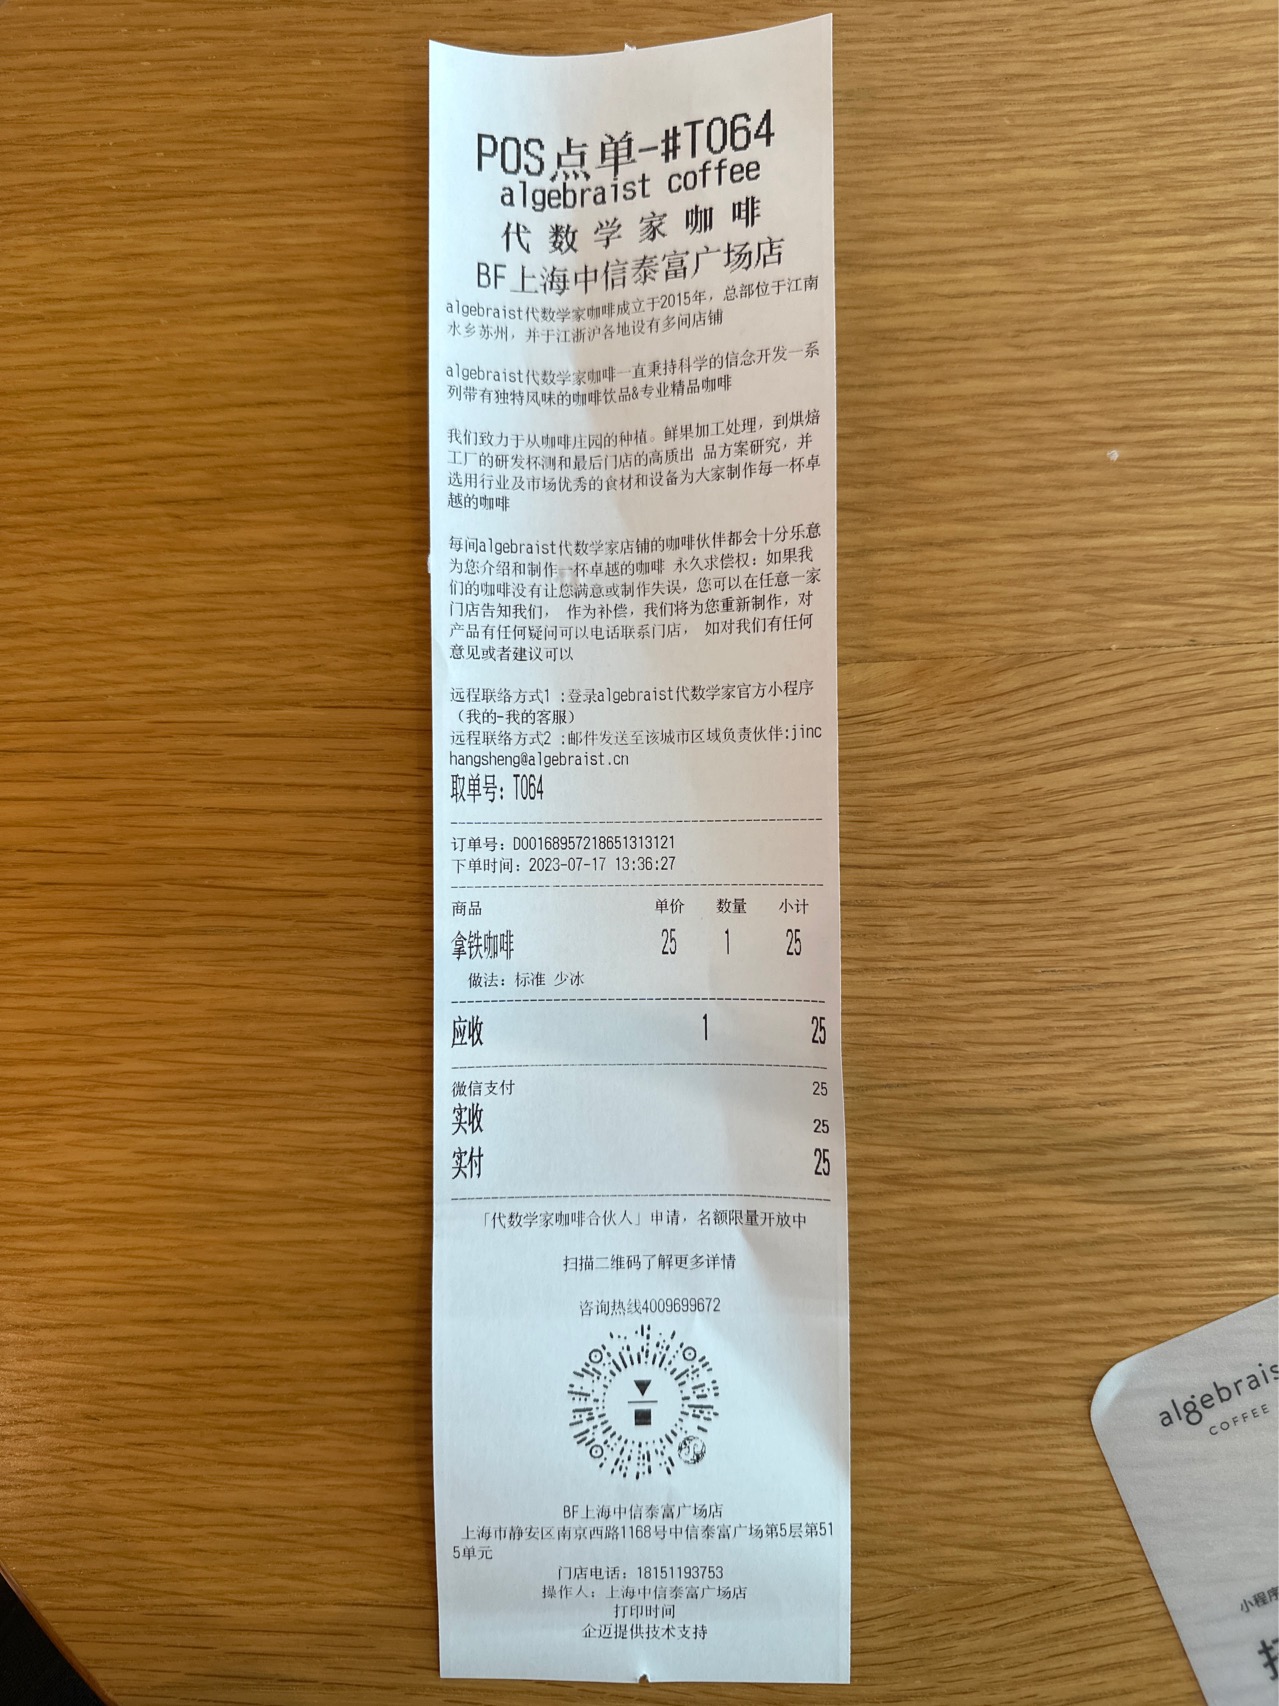 POS点单-#T064
algebraist coffee
代数学家咖啡
BF上海中信泰富广场店
algebraist代数学家咖啡成立于2015年，总部位于江南
水乡苏州，并于江浙沪各地设有多间店铺
algebraist代数学家咖啡一直秉持科学的信念开发一系
列带有独特风味的咖啡饮品&专业精品咖啡
我们致力于从咖啡庄园的种植。鲜果加工处理，到烘焙
工厂的研发杯测和最后门店的高质出 品方案研究，并
选用行业及市场优秀的食材和设备为大家制作每一杯卓
越的咖啡
每间algebraist代数学家店铺的咖啡伙伴都会十分乐意
为您介绍和制作一杯卓越的咖啡 永久求偿权：如果我
们的咖啡没有让您满意或制作失误，您可以在任意一家
门店告知我们， 作为补偿，我们将为您重新制作，对
产品有任何疑问可以电话联系门店， 如对我们有任何
意见或者建议可以
远程联络方式1 :登录algebraist代数学家官方小程序
（我的-我的客服）
远程联络方式2 :邮件发送至该城市区域负责伙伴:jinc
hangsheng@algebraist.cn
取单号：T064
订单号：D00168957218651313121
下单时间：2023-07-17 13:36:27
商品 单价 数量 小计
拿铁咖啡 25 1 25
做法：标准 少冰
应收 1 25
微信支付 25
实收 25
实付 25
「代数学家咖啡合伙人」申请，名额限量开放中
扫描二维码了解更多详情
咨询热线4009699672
BF上海中信泰富广场店
上海市静安区南京西路1168号中信泰富广场第5层第51
5单元
门店电话：18151193753
操作人：上海中信泰富广场店
打印时间
企迈提供技术支持
algebrais
COFFEE
小程序